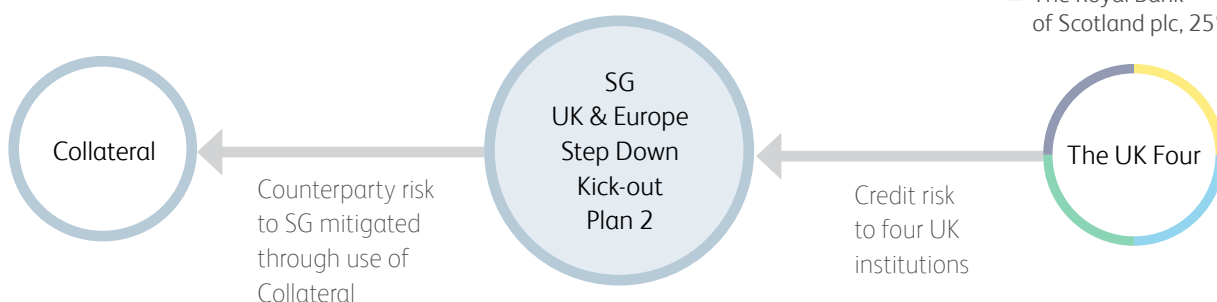 of Scotland plc, 25
Collateral
SG
UK & Europe
Step Down
Kick-out
Plan 2
The UK Four
Counterparty risk
to SG mitigated
through use of
Collateral
Credit risk
to four UK
institutions